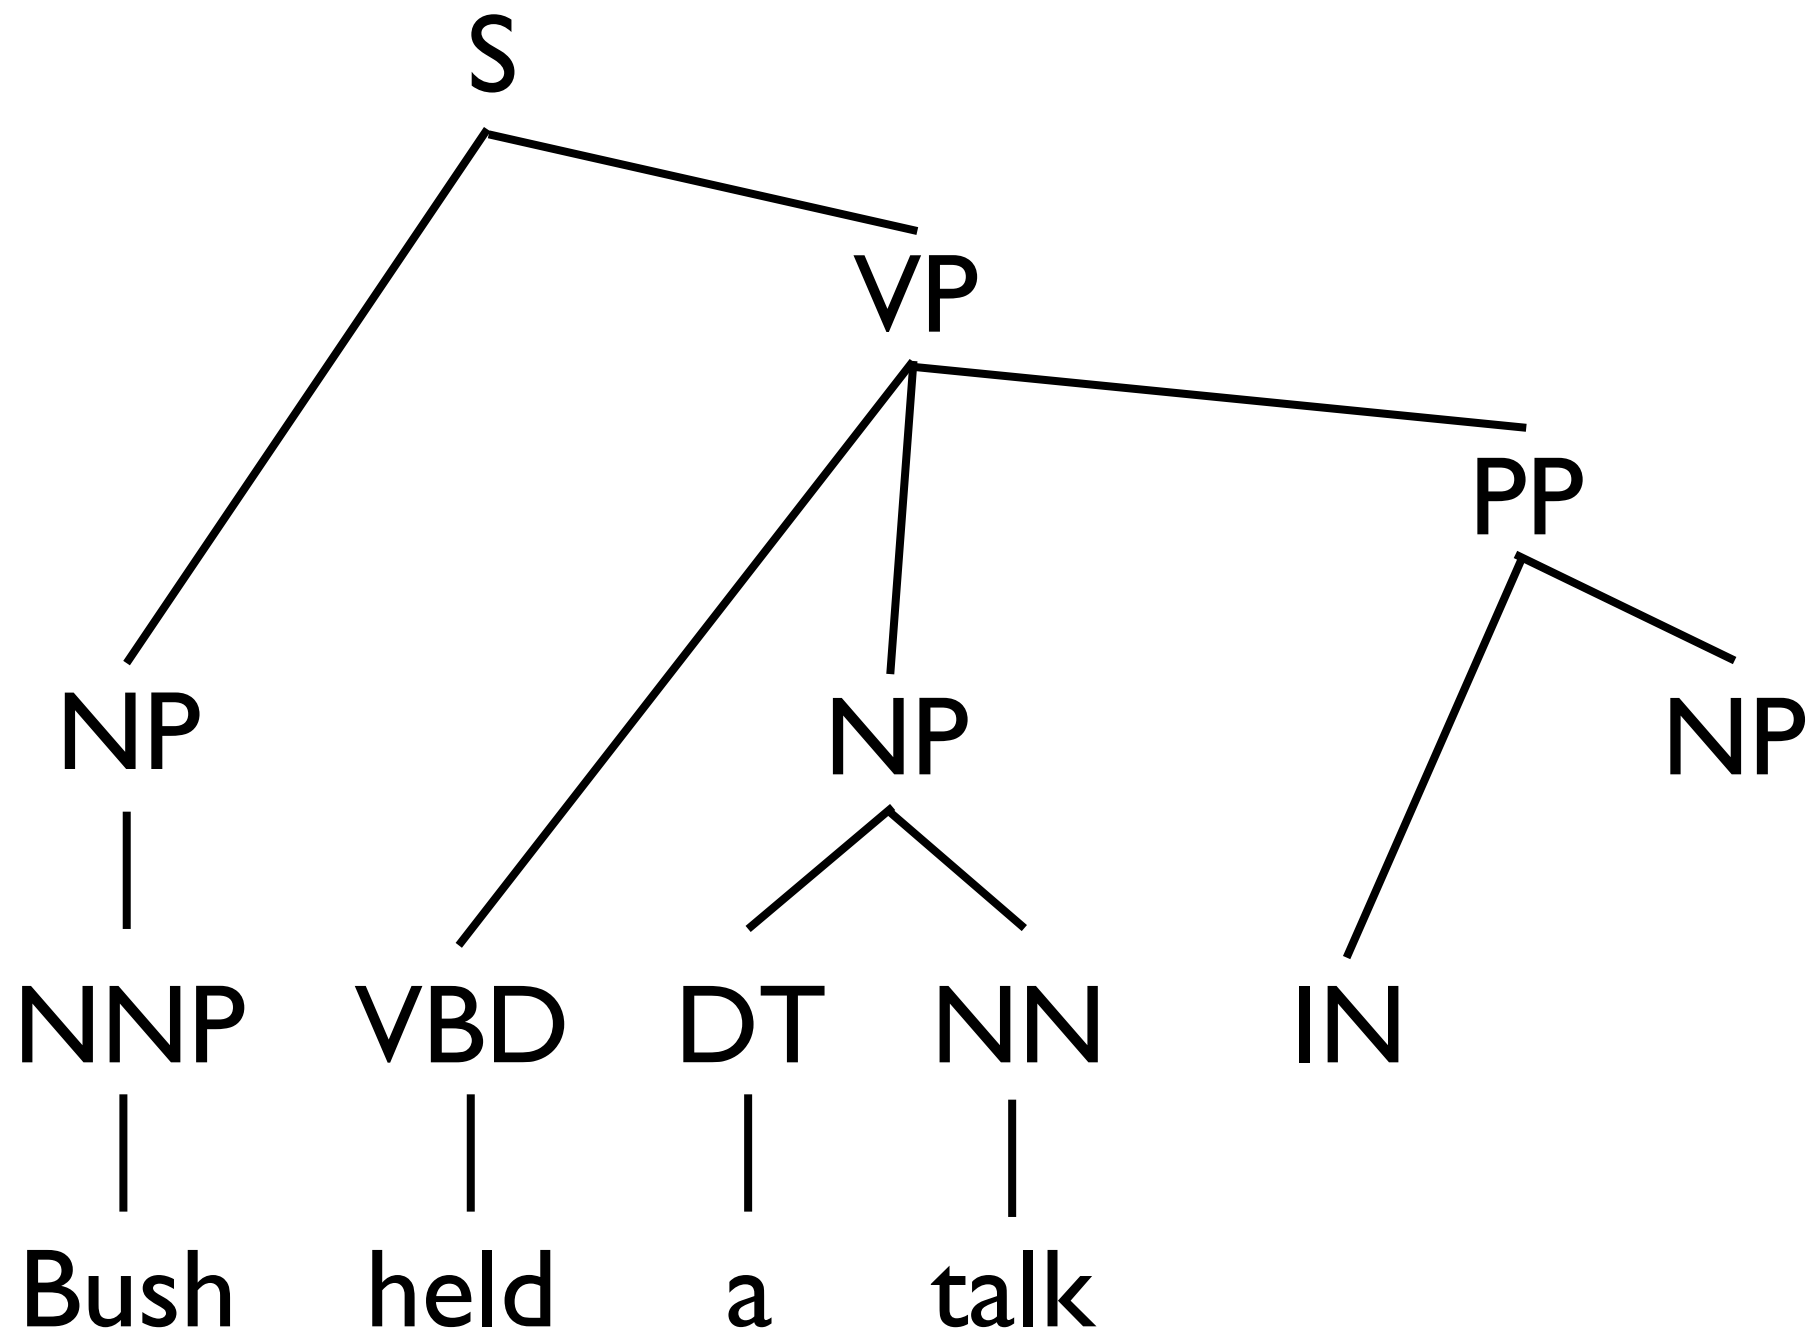 S
VP
PP
NP NP NP
NNP VBD DT NN IN
Bush held a talk